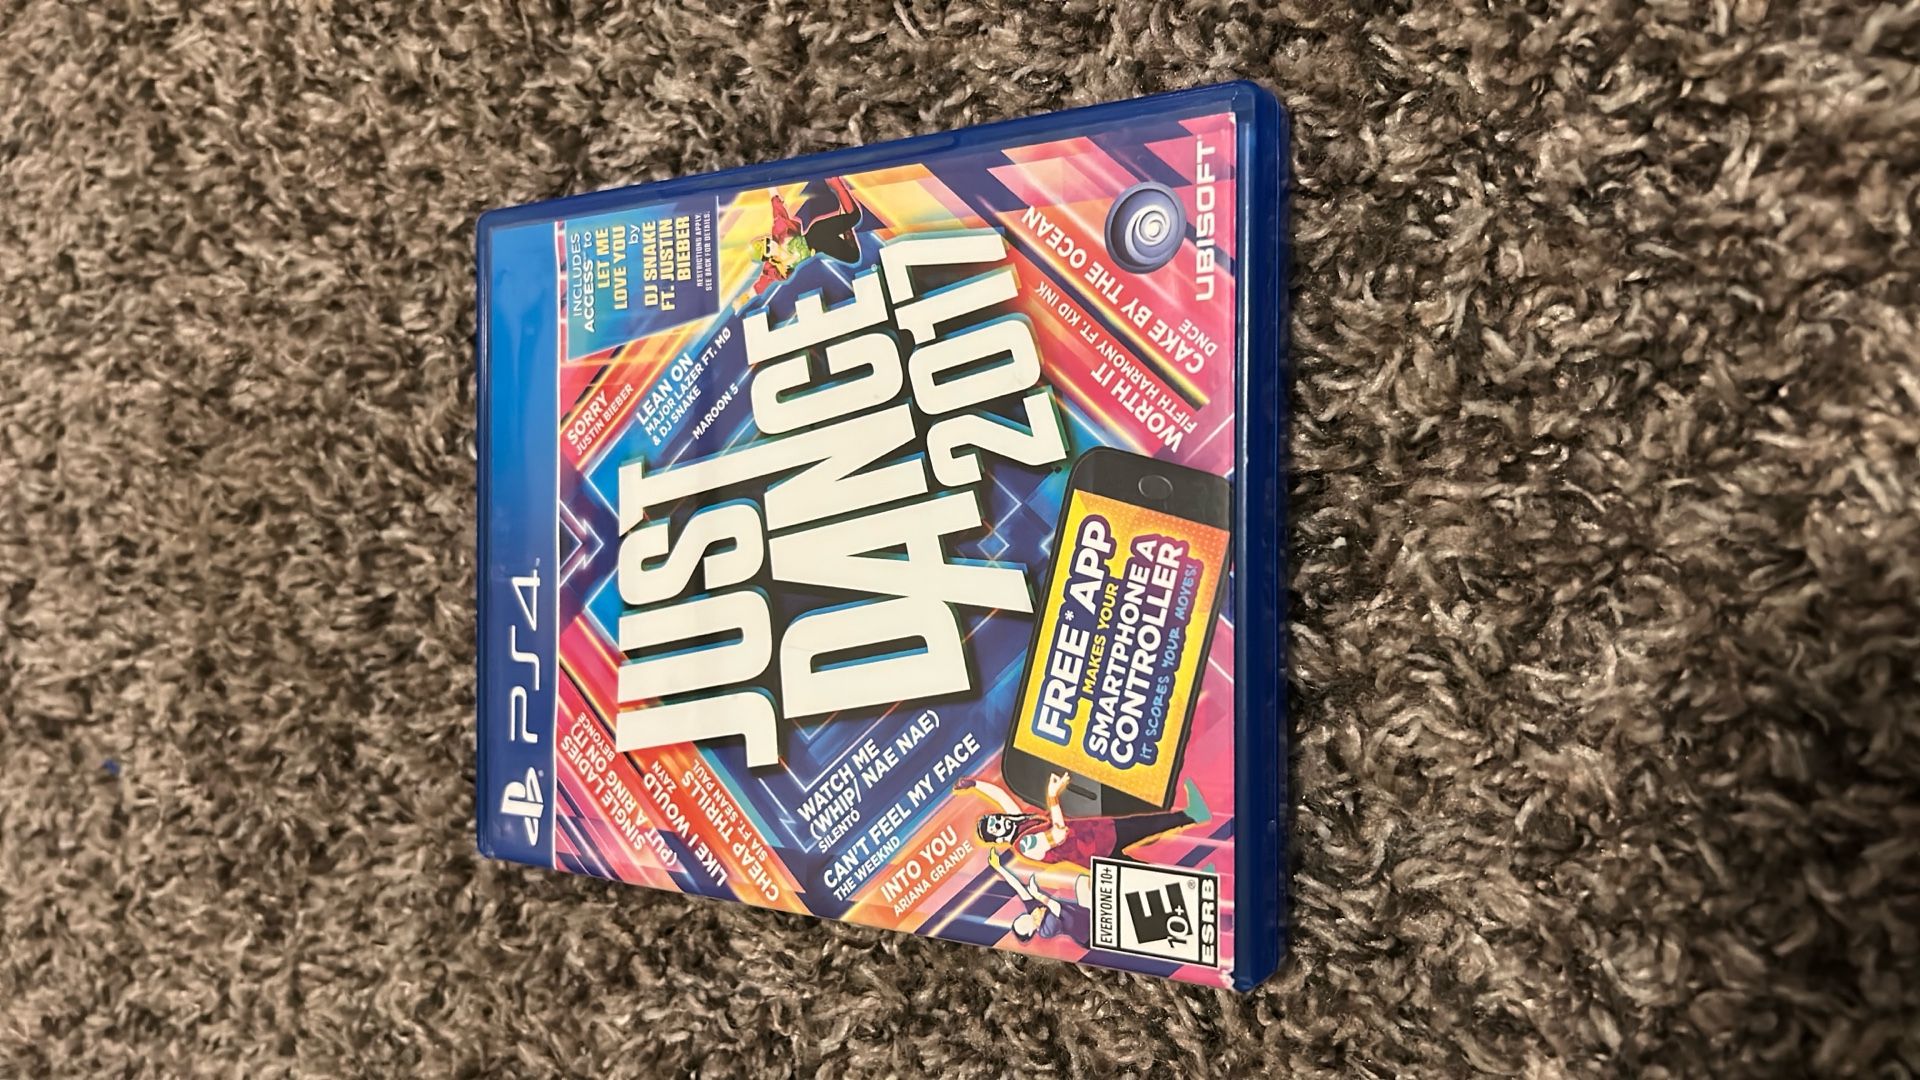 PS4
INCLUDES
ACCESS to
LET ME
LOVE YOU
by
DJ SNAKE
FT. JUSTIN
BIEBER
RESTRICTIONS APPLY.
SEE BACK FOR DETAILS.
SINGLE LADIES
(PUT A RING ON IT)
BEYONCÉ
LIKE I WOULD
ZAYN
CHEAP THRILLS
SIA FT. SEAN PAUL
SORRY
JUSTIN BIEBER
LEAN ON
MAJOR LAZER FT. MØ
& DJ SNAKE
MAROON 5
JUST
DANCE
2017
WATCH ME
(WHIP/ NAE NAE)
SILENTÓ
CAN'T FEEL MY FACE
THE WEEKND
INTO YOU
ARIANA GRANDE
FREE* APP
MAKES YOUR
SMARTPHONE A
CONTROLLER
IT SCORES YOUR MOVES!
WORTH IT
FIFTH HARMONY FT. KID INK
CAKE BY THE OCEAN
DNCE
EVERYONE 10+
E
10+
ESRB
UBISOFT